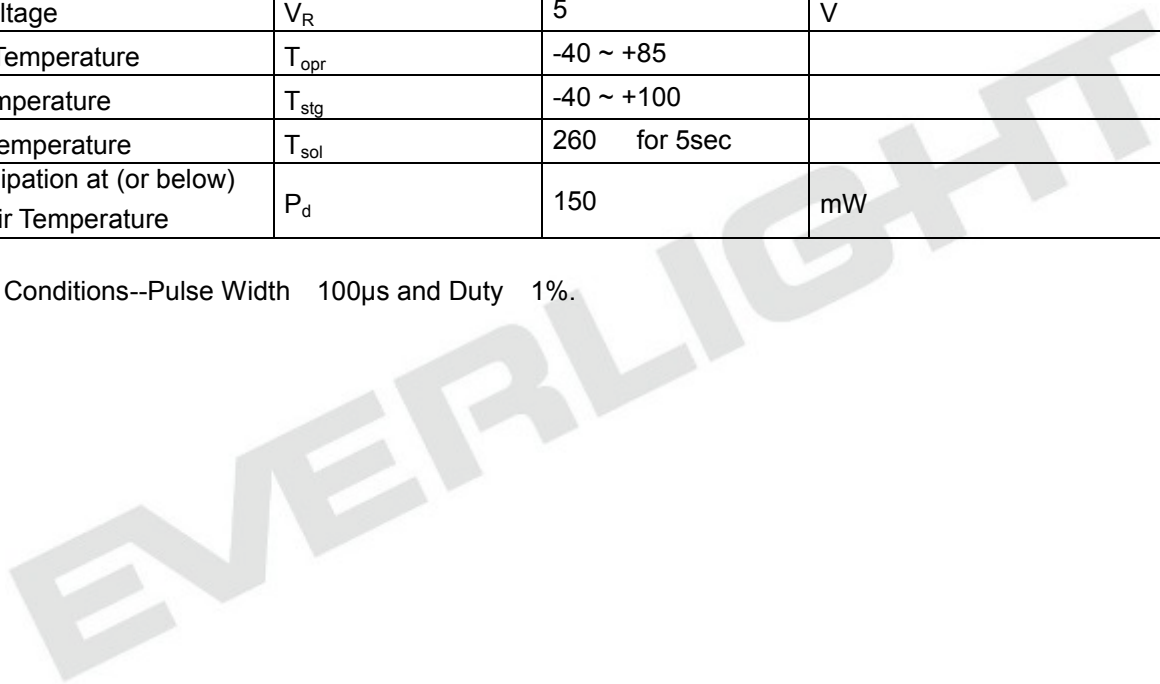 ltage V_R 5 V
Temperature T_opr -40 ~ +85
mperature T_stg -40 ~ +100
emperature T_sol 260 for 5sec
ipation at (or below)
ir Temperature P_d 150 mW
Conditions--Pulse Width 100μs and Duty 1%.
EVERLIGHT